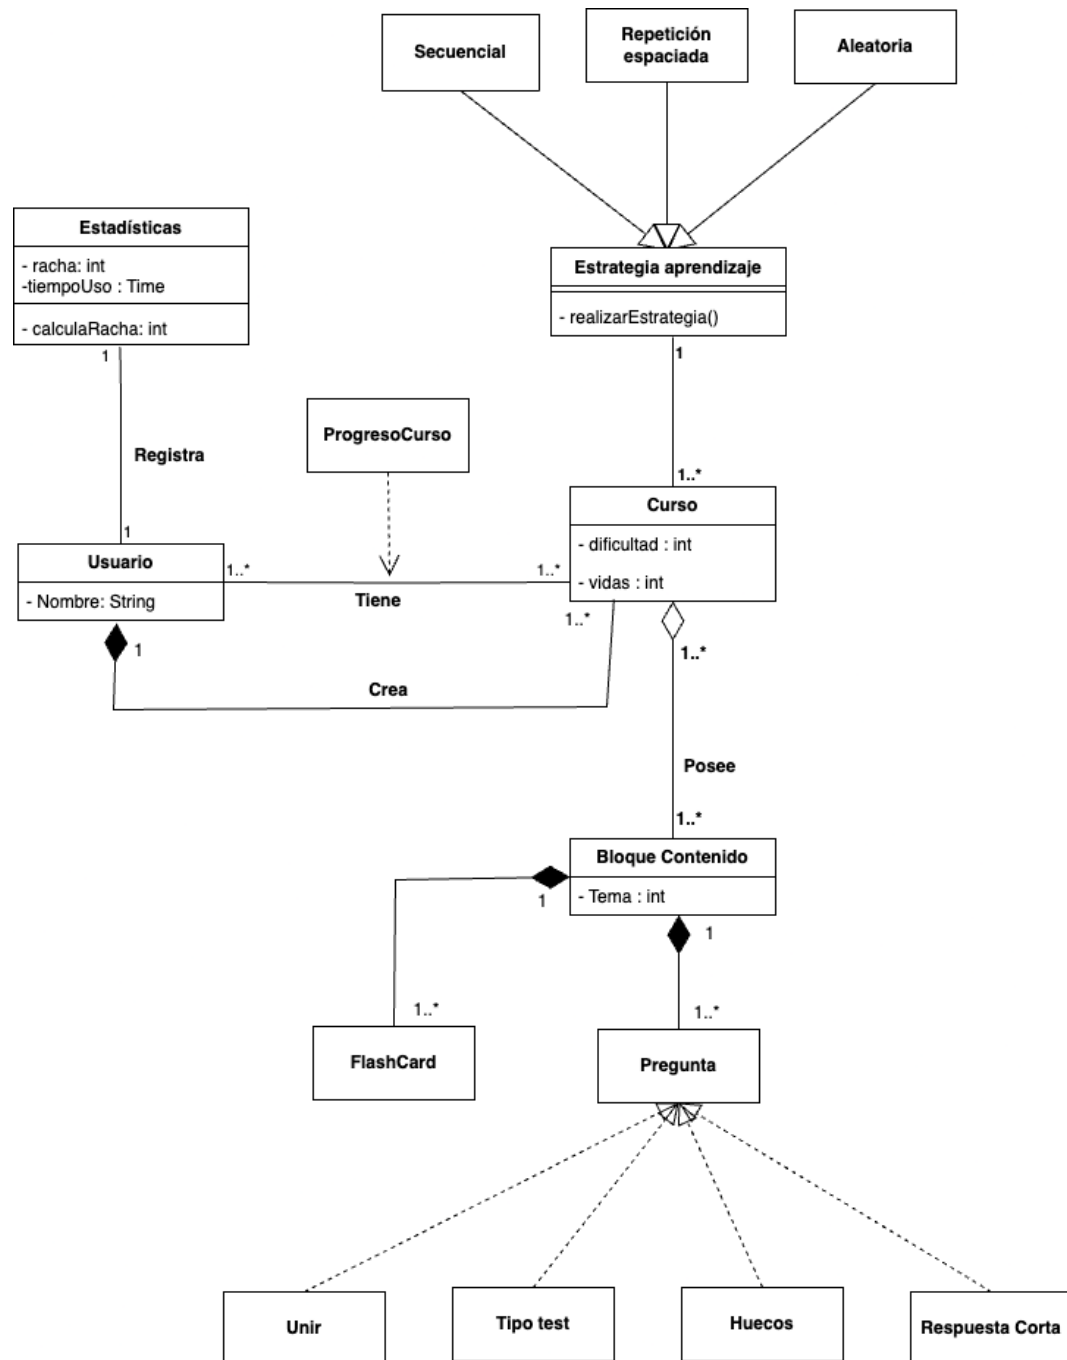 Secuencial
Repetición
espaciada
Aleatoria
Estadísticas
- racha: int
-tiempoUso : Time
- calculaRacha: int
1
Estrategia aprendizaje
- realizarEstrategia()
1
ProgresoCurso
Registra
1..*
Curso
- dificultad : int
- vidas : int
1
Usuario
- Nombre: String
1..*
1..*
Tiene
1..*
1
1..*
Crea
Posee
1..*
Bloque Contenido
- Tema : int
1
1
1..*
1..*
FlashCard
Pregunta
Unir
Tipo test
Huecos
Respuesta Corta